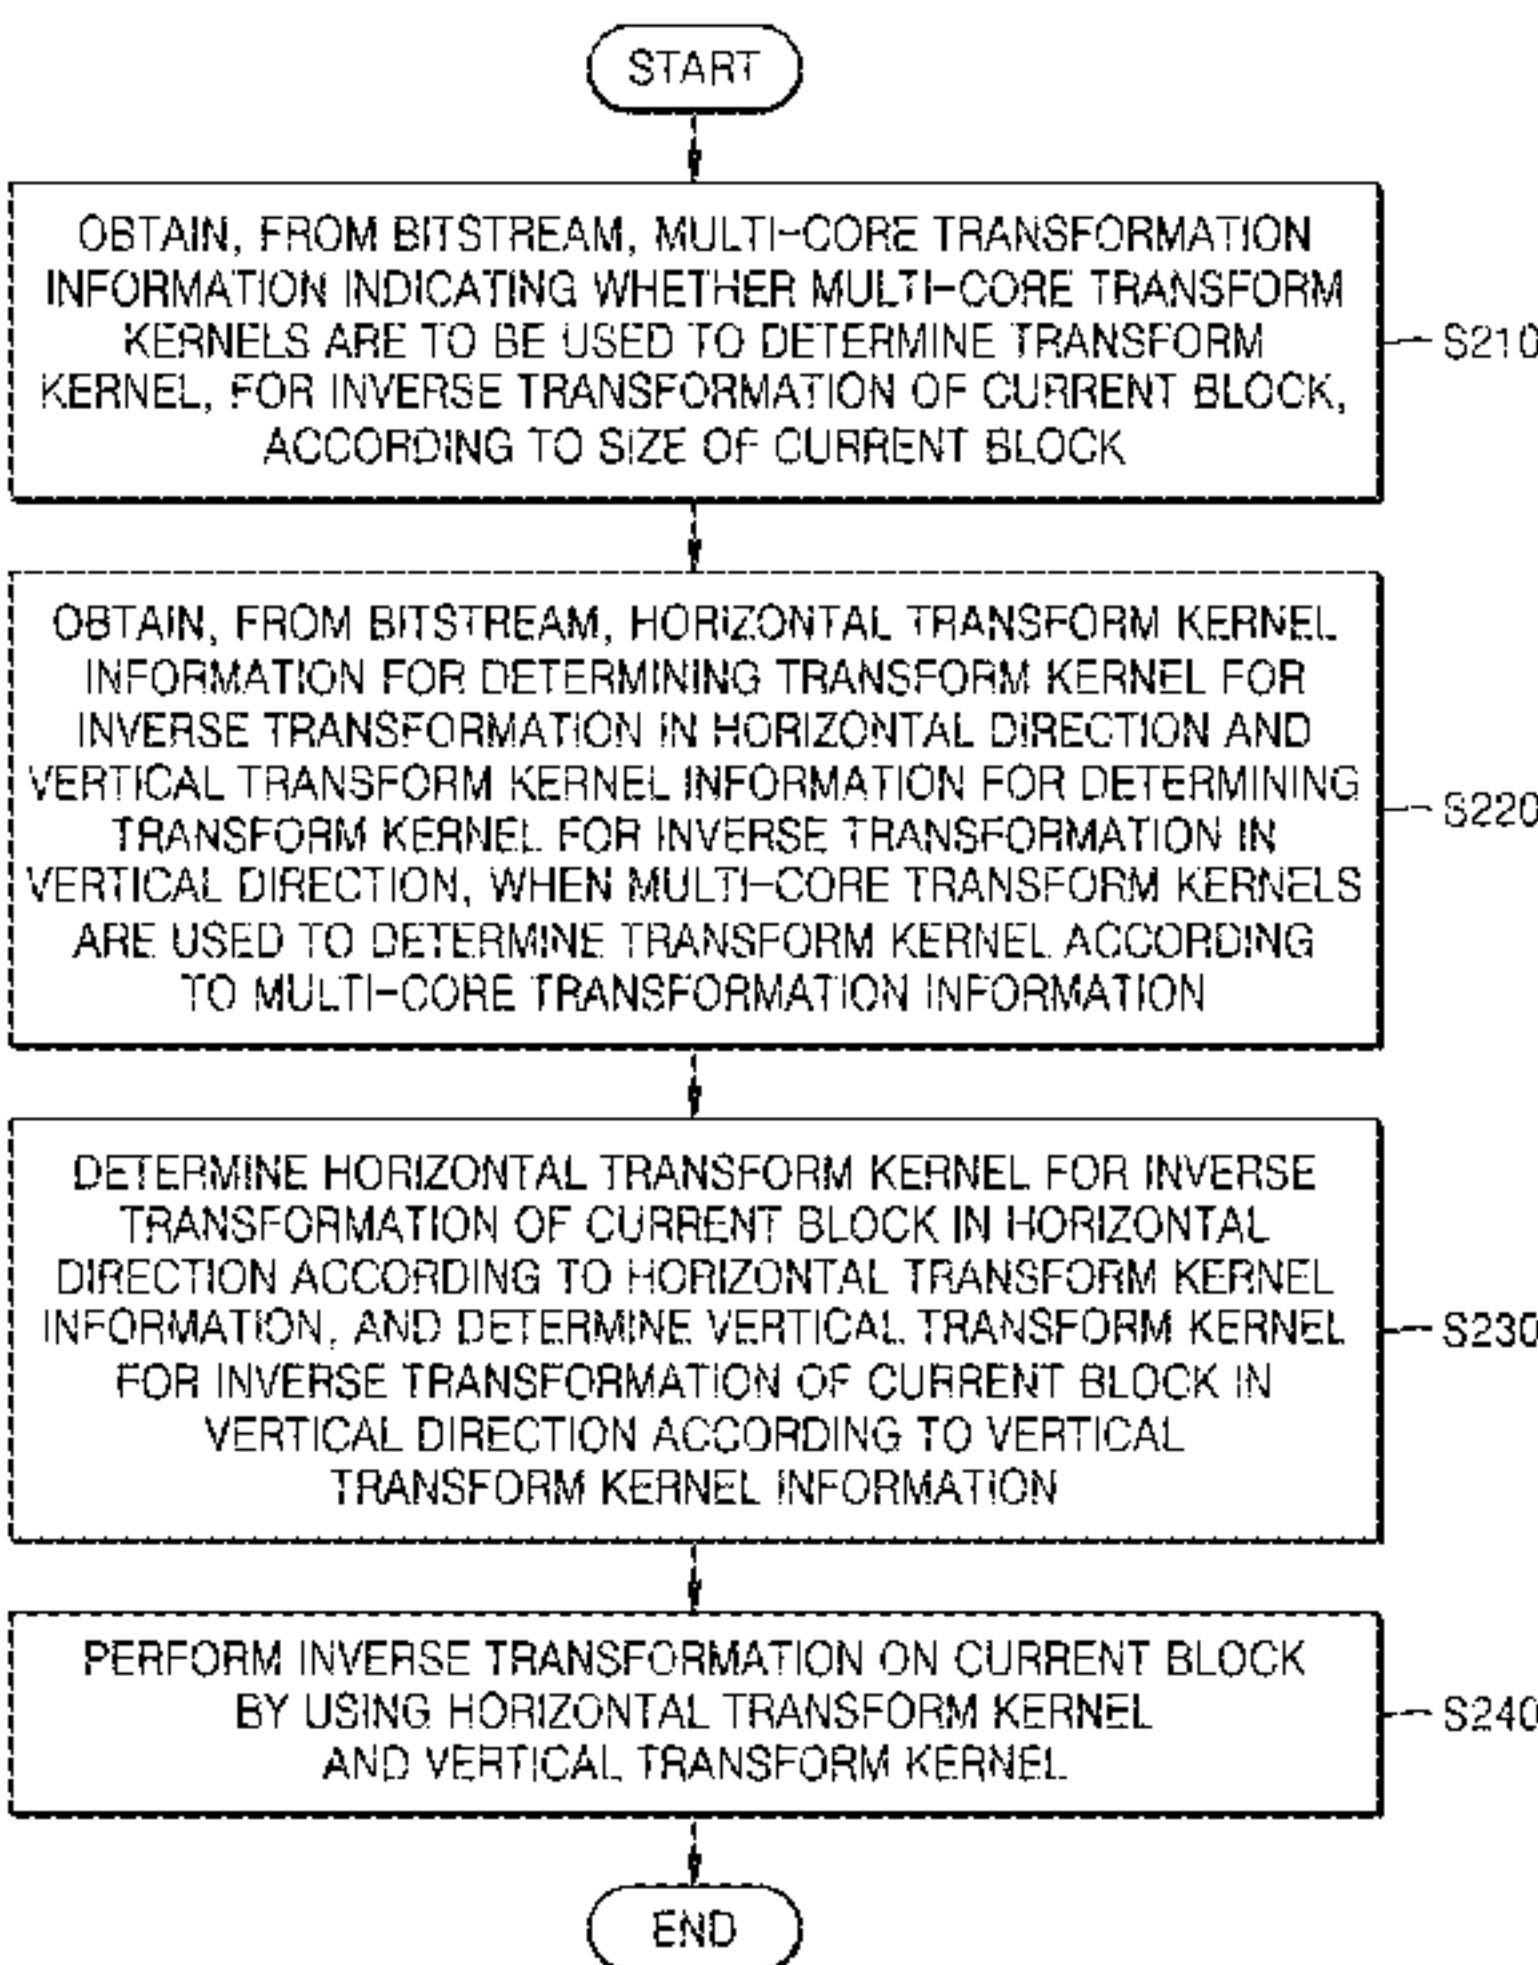 START
OBTAIN, FROM BITSTREAM, MULTI-CORE TRANSFORMATION
INFORMATION INDICATING WHETHER MULTI-CORE TRANSFORM
KERNELS ARE TO BE USED TO DETERMINE TRANSFORM
KERNEL, FOR INVERSE TRANSFORMATION OF CURRENT BLOCK,
ACCORDING TO SIZE OF CURRENT BLOCK
S210
OBTAIN, FROM BITSTREAM, HORIZONTAL TRANSFORM KERNEL
INFORMATION FOR DETERMINING TRANSFORM KERNEL FOR
INVERSE TRANSFORMATION IN HORIZONTAL DIRECTION AND
VERTICAL TRANSFORM KERNEL INFORMATION FOR DETERMINING
TRANSFORM KERNEL FOR INVERSE TRANSFORMATION IN
VERTICAL DIRECTION, WHEN MULTI-CORE TRANSFORM KERNELS
ARE USED TO DETERMINE TRANSFORM KERNEL ACCORDING
TO MULTI-CORE TRANSFORMATION INFORMATION
S220
DETERMINE HORIZONTAL TRANSFORM KERNEL FOR INVERSE
TRANSFORMATION OF CURRENT BLOCK IN HORIZONTAL
DIRECTION ACCORDING TO HORIZONTAL TRANSFORM KERNEL
INFORMATION, AND DETERMINE VERTICAL TRANSFORM KERNEL
FOR INVERSE TRANSFORMATION OF CURRENT BLOCK IN
VERTICAL DIRECTION ACCORDING TO VERTICAL
TRANSFORM KERNEL INFORMATION
S230
PERFORM INVERSE TRANSFORMATION ON CURRENT BLOCK
BY USING HORIZONTAL TRANSFORM KERNEL
AND VERTICAL TRANSFORM KERNEL
S240
END